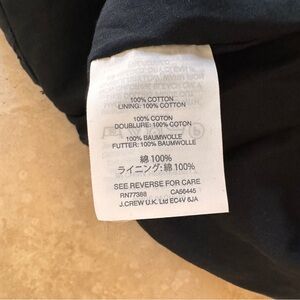 100% COTTON
LINING: 100% COTTON
100% COTON
DOUBLURE: 100% COTON
100% BAUMWOLLE
FUTTER: 100% BAUMWOLLE
綿 100%
ライニング: 綿 100%
SEE REVERSE FOR CARE
RN77388 CA66445
J.CREW U.K. Ltd EC4V 6JA